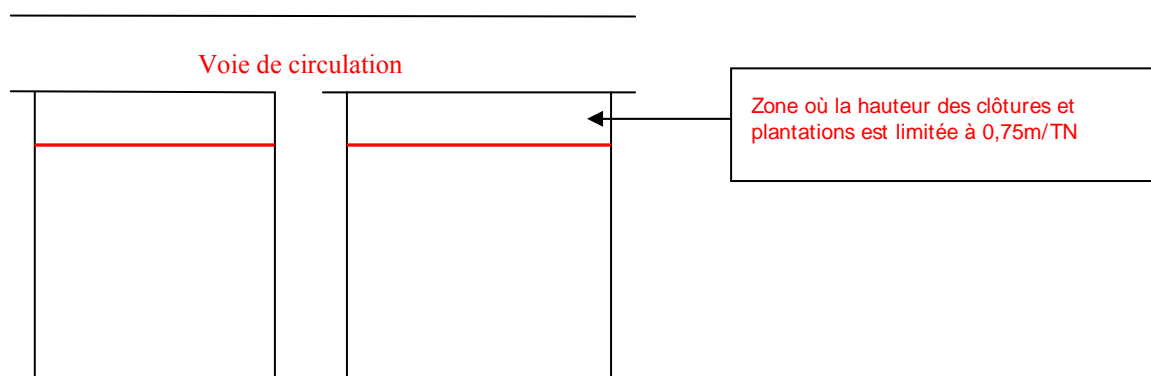 Voie de circulation
Zone où la hauteur des clôtures et
plantations est limitée à 0,75m/TN